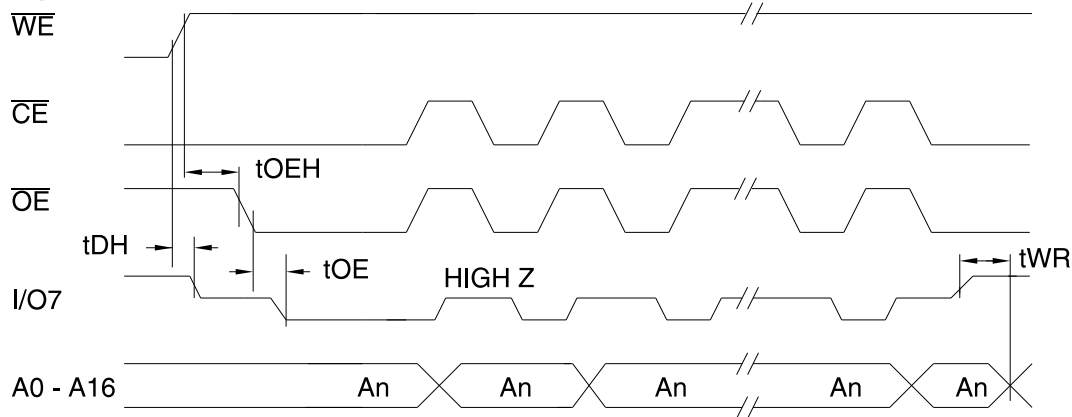 WE
CE
tOEH
OE
tDH
tOE
HIGH Z
tWR
I/O7
A0 - A16
An An An An An